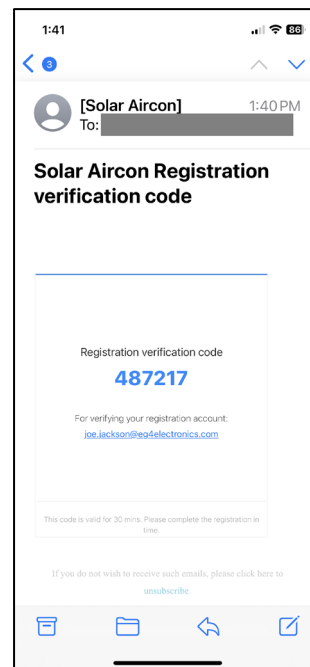 1:41
86
3
[Solar Aircon]
1:40 PM
To:
Solar Aircon Registration
verification code
Registration verification code
487217
For verifying your registration account:
joe.jackson@eg4electronics.com
This code is valid for 30 mins. Please complete the registration in
time.
If you do not wish to receive such emails, please click here to
unsubscribe.